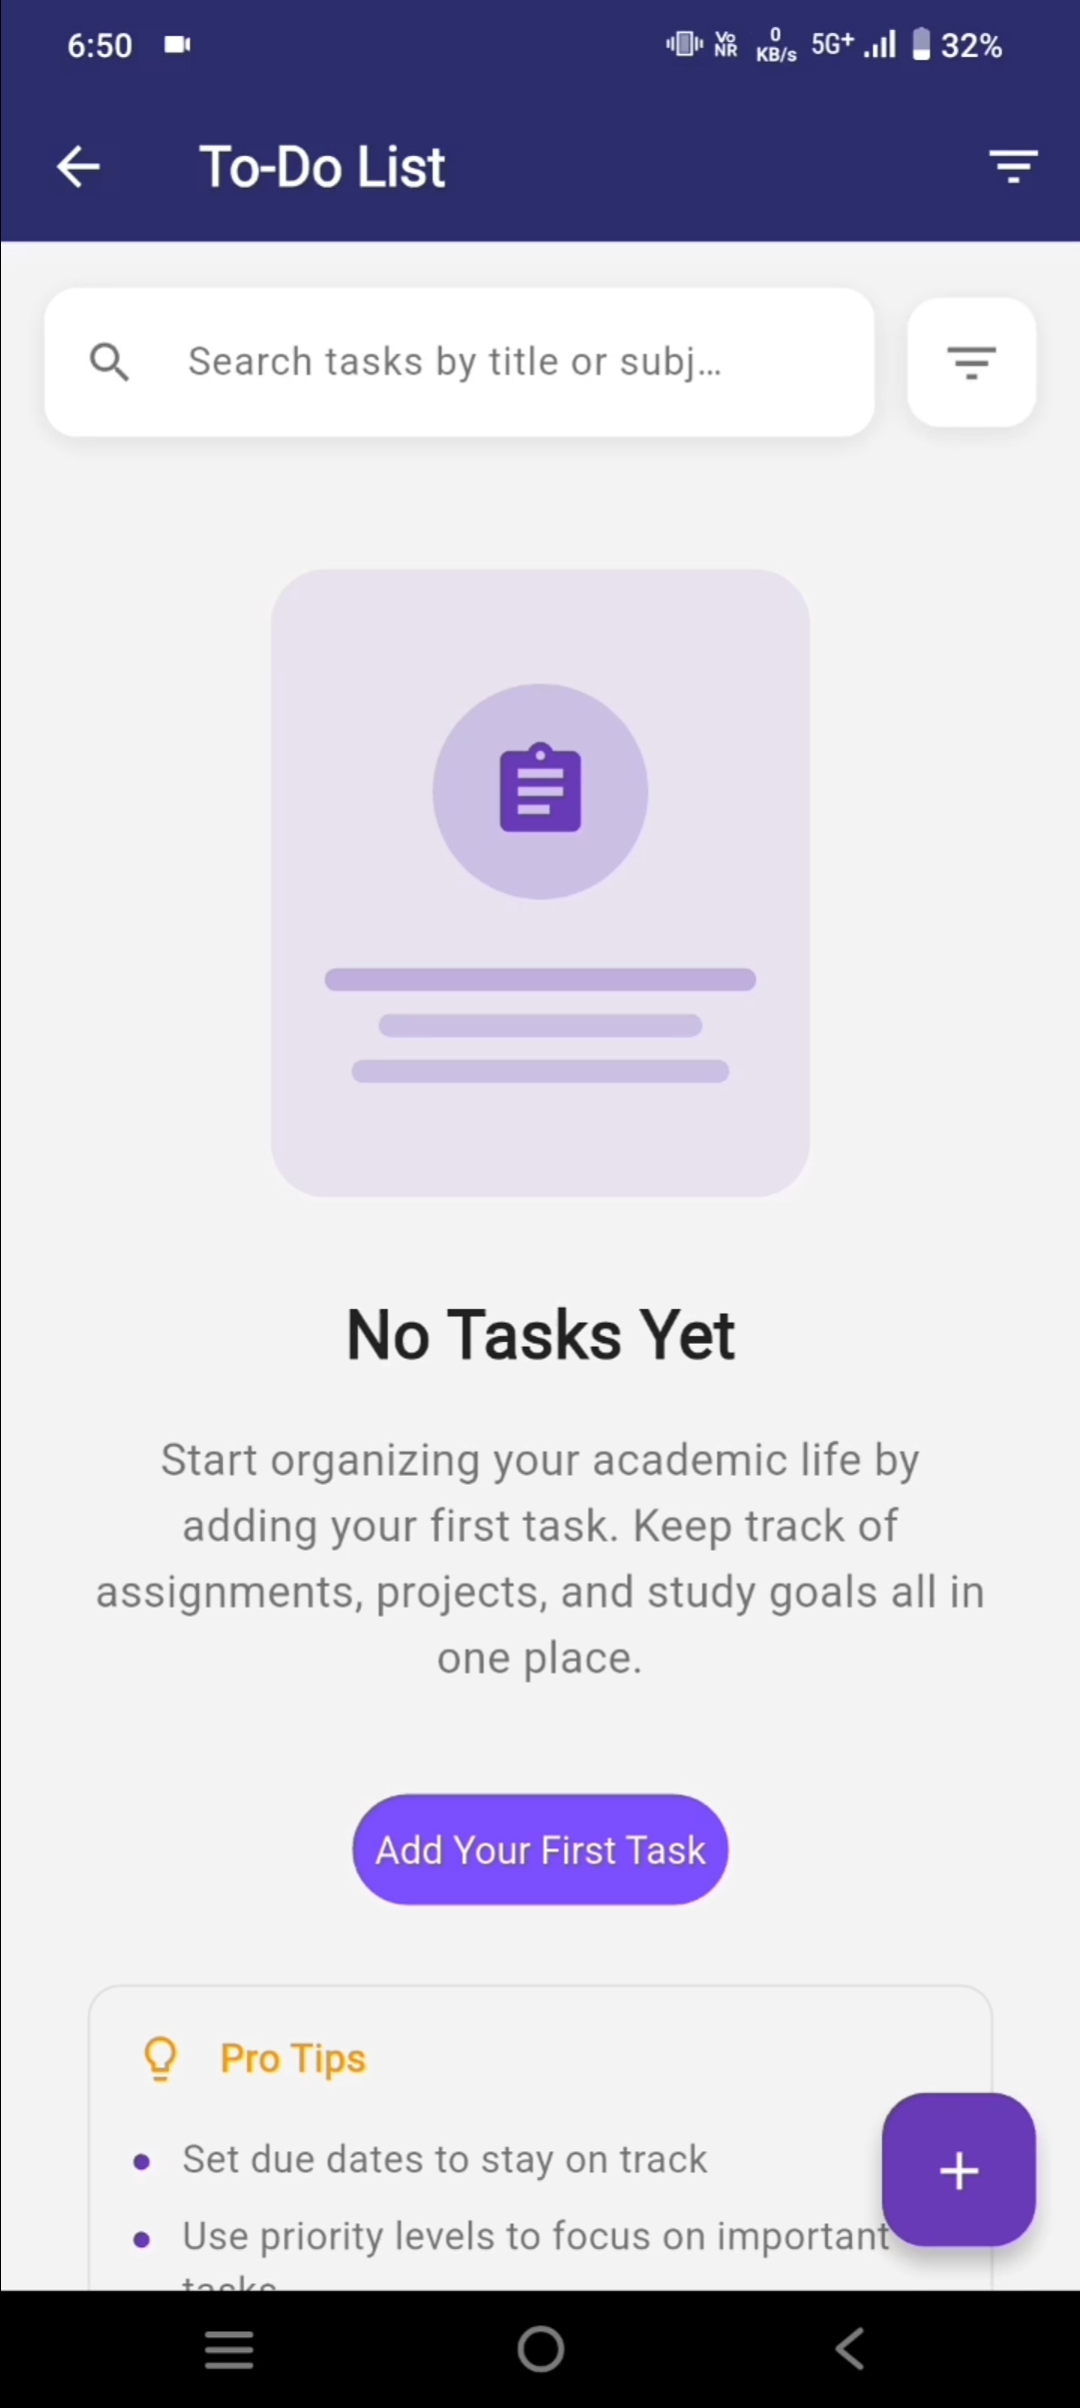 6:50
Vo
NR
0
KB/s
5G+
32%
To-Do List
Search tasks by title or subj...
No Tasks Yet
Start organizing your academic life by
adding your first task. Keep track of
assignments, projects, and study goals all in
one place.
Add Your First Task
Pro Tips
Set due dates to stay on track
Use priority levels to focus on important
tasks